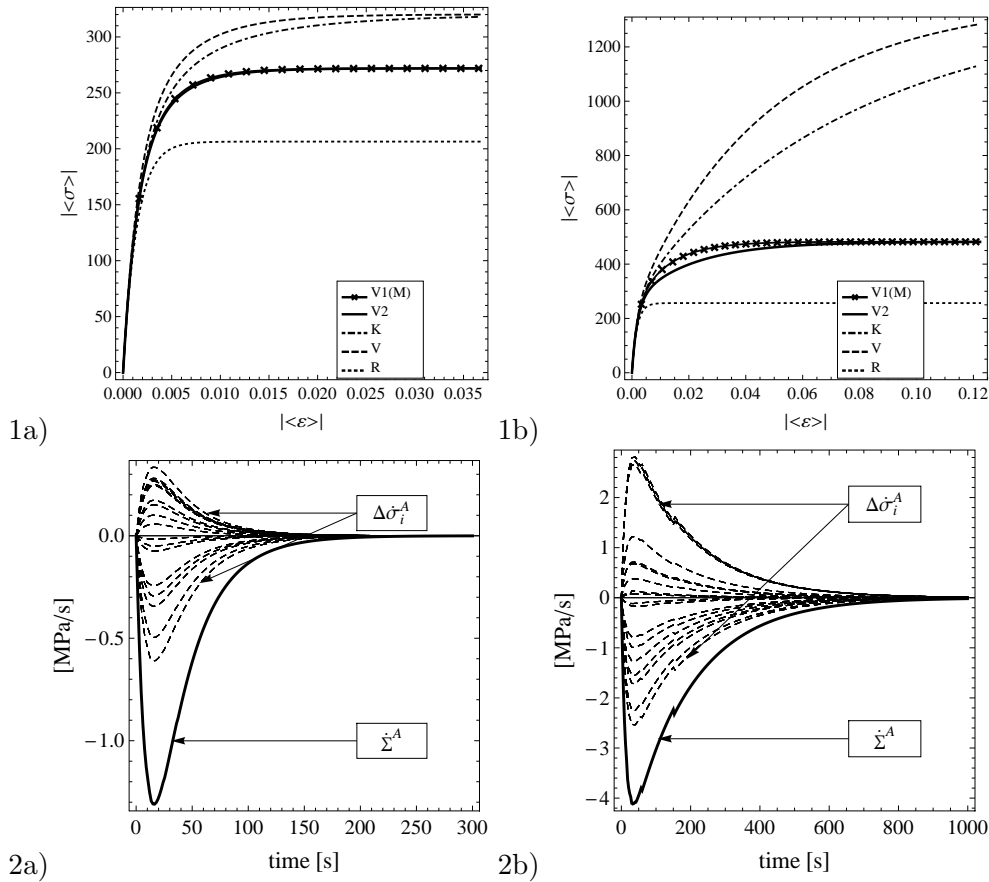 300
250
200
150
100
50
0
|<σ>|
V1(M)
V2
K
V
R
0.000 0.005 0.010 0.015 0.020 0.025 0.030 0.035
|<ε>|
1a)
1200
1000
800
600
400
200
0
|<σ>|
V1(M)
V2
K
V
R
0.00 0.02 0.04 0.06 0.08 0.10 0.12
|<ε>|
1b)
0.0
−0.5
−1.0
[MPa/s]
Δσ̇ᵢᴬ
Σ̇ᴬ
0 50 100 150 200 250 300
time [s]
2a)
2
1
0
−1
−2
−3
−4
[MPa/s]
Δσ̇ᵢᴬ
Σ̇ᴬ
0 200 400 600 800 1000
time [s]
2b)